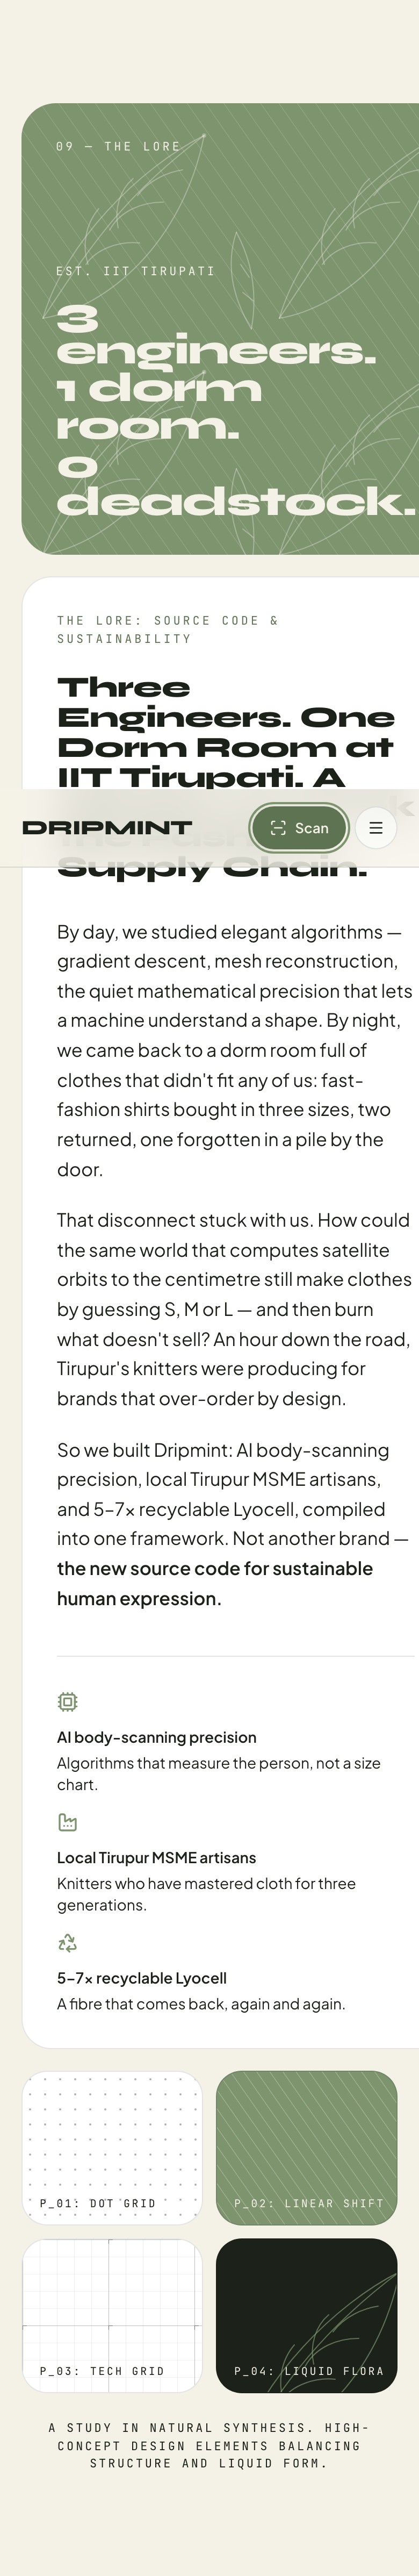 09 — THE LORE
EST. IIT TIRUPATI
3
engineers.
1 dorm
room.
0
deadstock.
THE LORE: SOURCE CODE &
SUSTAINABILITY
Three
Engineers. One
Dorm Room at
IIT Tirupati. A
DRIPMINT
Scan
Supply Chain.
By day, we studied elegant algorithms —
gradient descent, mesh reconstruction,
the quiet mathematical precision that lets
a machine understand a shape. By night,
we came back to a dorm room full of
clothes that didn't fit any of us: fast-
fashion shirts bought in three sizes, two
returned, one forgotten in a pile by the
door.
That disconnect stuck with us. How could
the same world that computes satellite
orbits to the centimetre still make clothes
by guessing S, M or L — and then burn
what doesn't sell? An hour down the road,
Tirupur's knitters were producing for
brands that over-order by design.
So we built Dripmint: AI body-scanning
precision, local Tirupur MSME artisans,
and 5–7× recyclable Lyocell, compiled
into one framework. Not another brand —
the new source code for sustainable
human expression.
AI body-scanning precision
Algorithms that measure the person, not a size
chart.
Local Tirupur MSME artisans
Knitters who have mastered cloth for three
generations.
5–7× recyclable Lyocell
A fibre that comes back, again and again.
P_01: DOT GRID
P_02: LINEAR SHIFT
P_03: TECH GRID
P_04: LIQUID FLORA
A STUDY IN NATURAL SYNTHESIS. HIGH-
CONCEPT DESIGN ELEMENTS BALANCING
STRUCTURE AND LIQUID FORM.